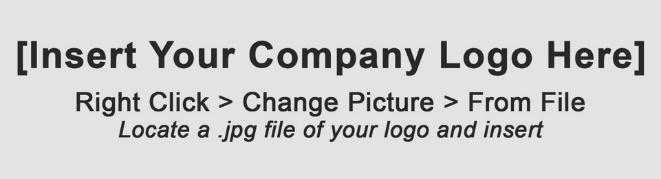 [Insert Your Company Logo Here]
Right Click > Change Picture > From File
Locate a .jpg file of your logo and insert